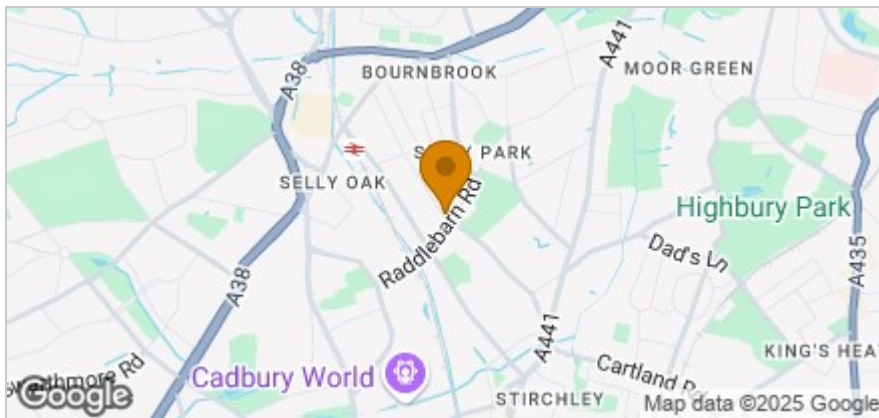 A38
BOURNBROOK
A441
MOOR GREEN
PARK
SELLY OAK
Raddlebarn Rd
Highbury Park
Dad's Ln
A435
A38
A441
KING'S HEAT
Cadbury World
Cartland
STIRCHLEY
Google
Map data ©2025 Google